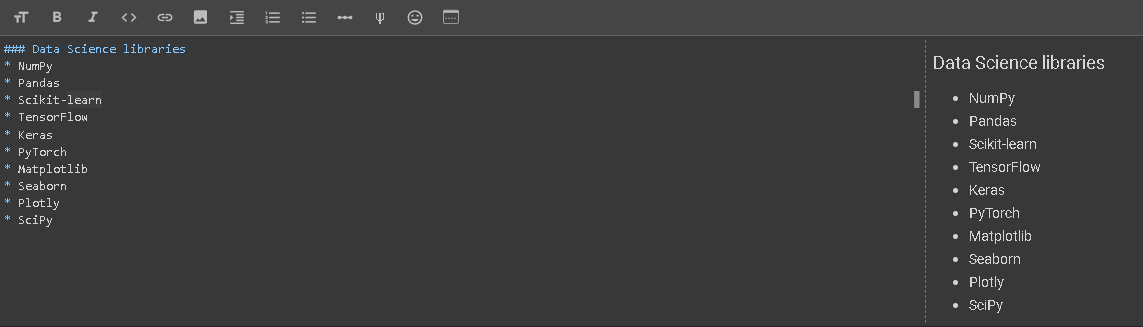 ### Data Science libraries
* NumPy
* Pandas
* Scikit-learn
* TensorFlow
* Keras
* PyTorch
* Matplotlib
* Seaborn
* Plotly
* SciPy
Data Science libraries
• NumPy
• Pandas
• Scikit-learn
• TensorFlow
• Keras
• PyTorch
• Matplotlib
• Seaborn
• Plotly
• SciPy